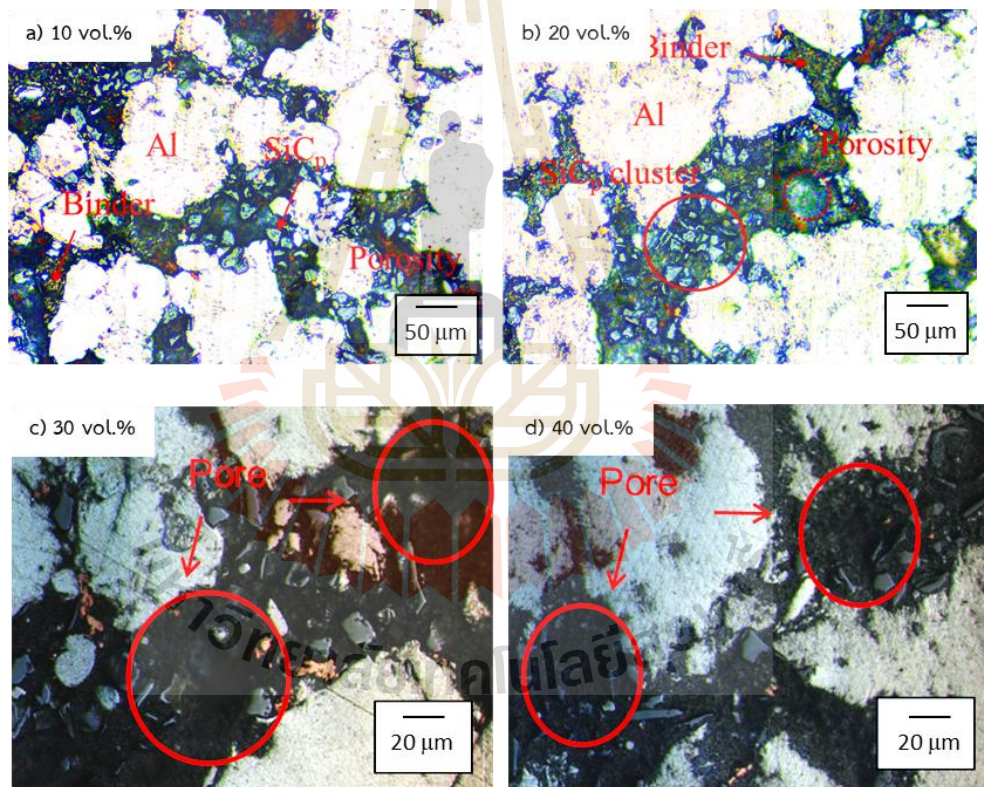 a) 10 vol.%
Al
SiCp
Binder
Porosity
50 μm
b) 20 vol.%
Binder
Al
Porosity
SiCp cluster
50 μm
c) 30 vol.%
Pore
20 μm
d) 40 vol.%
Pore
20 μm